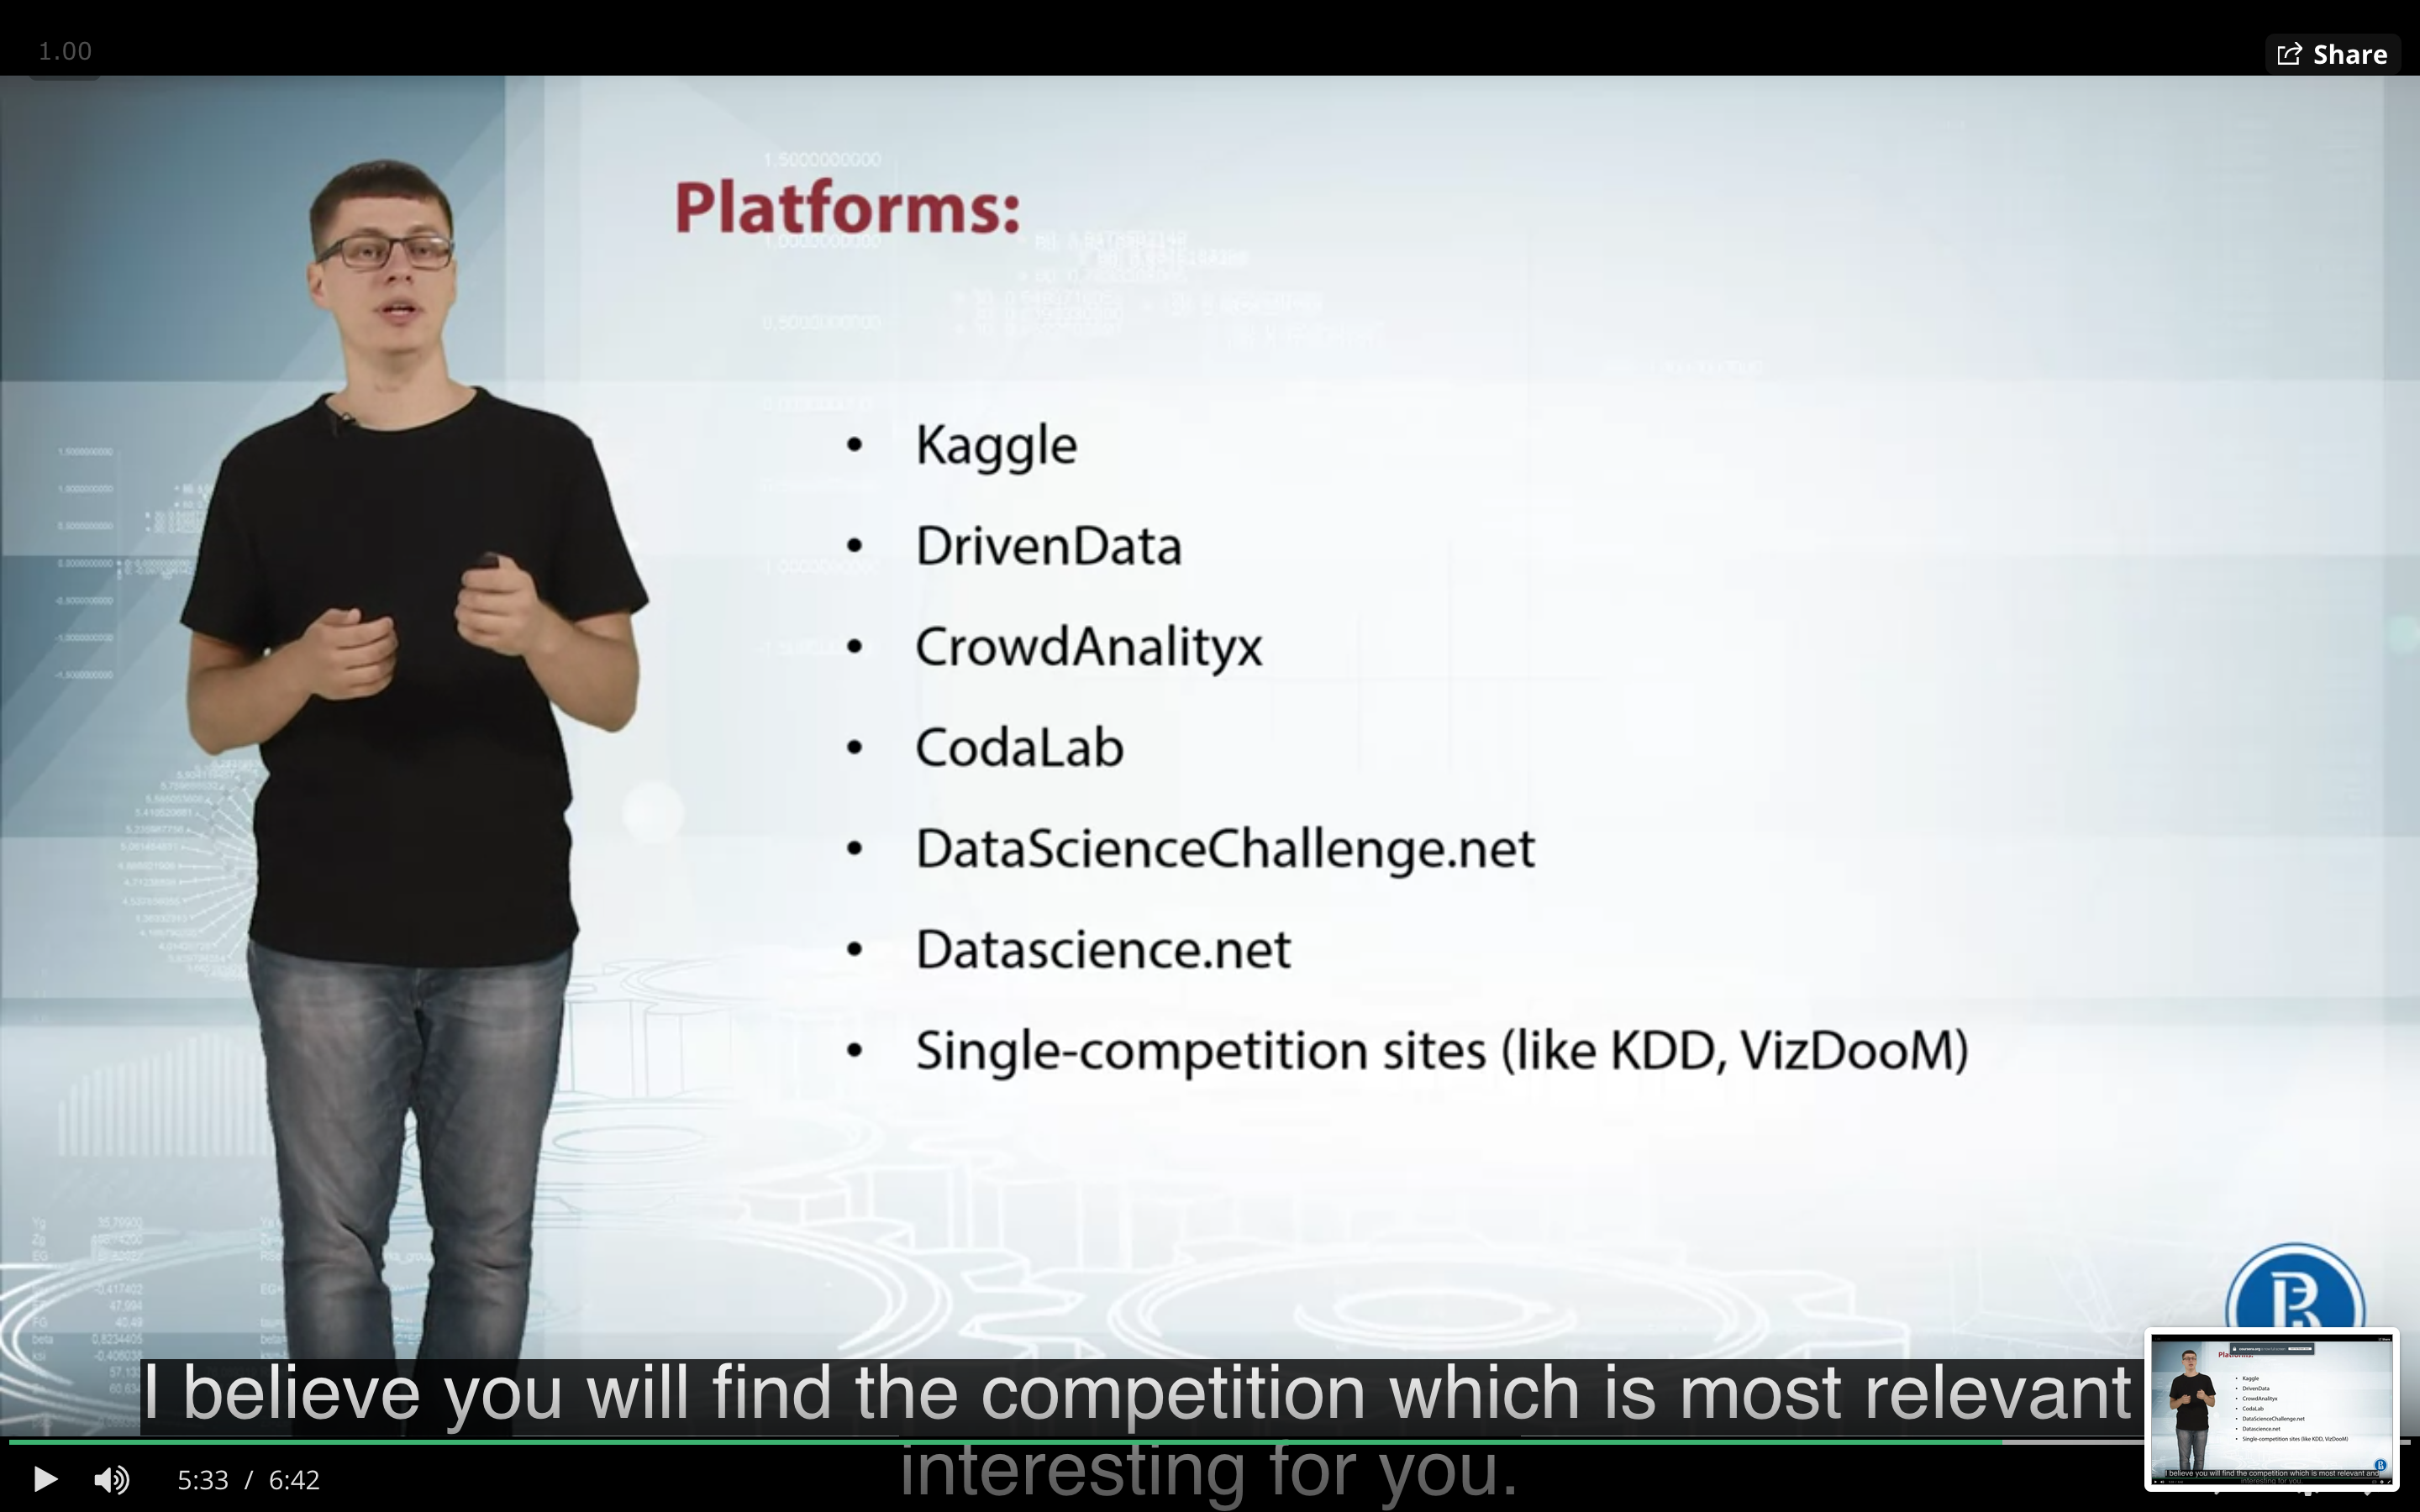 1.00
Share
Platforms:
• Kaggle
• DrivenData
• CrowdAnalityx
• CodaLab
• DataScienceChallenge.net
• Datascience.net
• Single-competition sites (like KDD, VizDooM)
I believe you will find the competition which is most relevant
interesting for you.
5:33 / 6:42